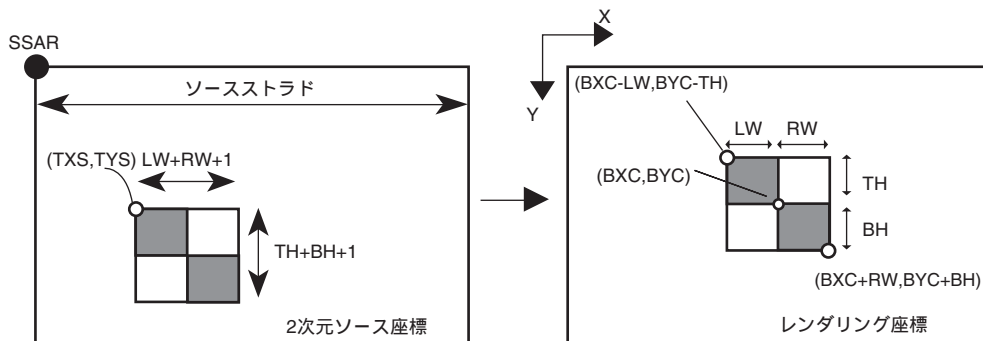 SSAR
ソースストラド
(TXS,TYS) LW+RW+1
TH+BH+1
2次元ソース座標
X
Y
(BXC-LW,BYC-TH)
LW RW
(BXC,BYC)
TH
BH
(BXC+RW,BYC+BH)
レンダリング座標